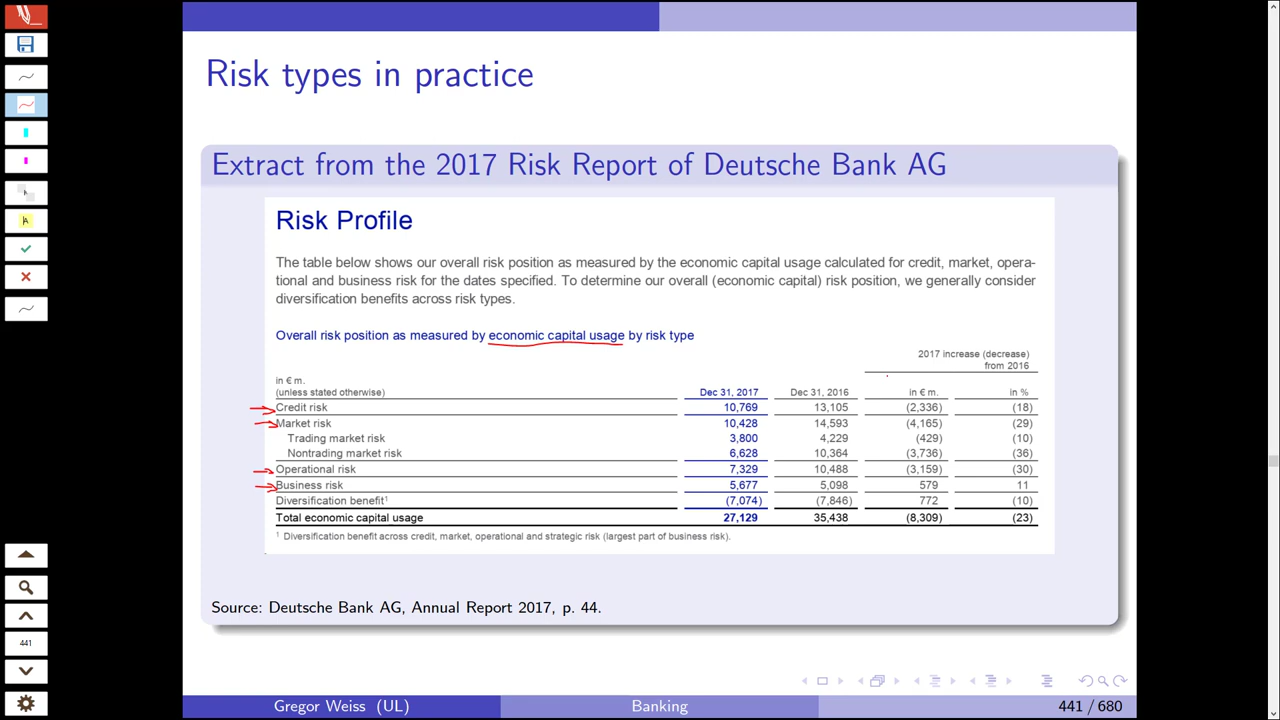 Risk types in practice
Extract from the 2017 Risk Report of Deutsche Bank AG
Risk Profile
The table below shows our overall risk position as measured by the economic capital usage calculated for credit, market, opera-
tional and business risk for the dates specified. To determine our overall (economic capital) risk position, we generally consider
diversification benefits across risk types.
Overall risk position as measured by economic capital usage by risk type
2017 increase (decrease)
from 2016
in € m.
(unless stated otherwise) Dec 31, 2017 Dec 31, 2016 in € m. in %
Credit risk 10,769 13,105 (2,336) (18)
Market risk 10,428 14,593 (4,165) (29)
Trading market risk 3,800 4,229 (429) (10)
Nontrading market risk 6,628 10,364 (3,736) (36)
Operational risk 7,329 10,488 (3,159) (30)
Business risk 5,677 5,098 579 11
Diversification benefit¹ (7,074) (7,846) 772 (10)
Total economic capital usage 27,129 35,438 (8,309) (23)
¹ Diversification benefit across credit, market, operational and strategic risk (largest part of business risk).
Source: Deutsche Bank AG, Annual Report 2017, p. 44.
441
Gregor Weiss (UL) Banking 441 / 680